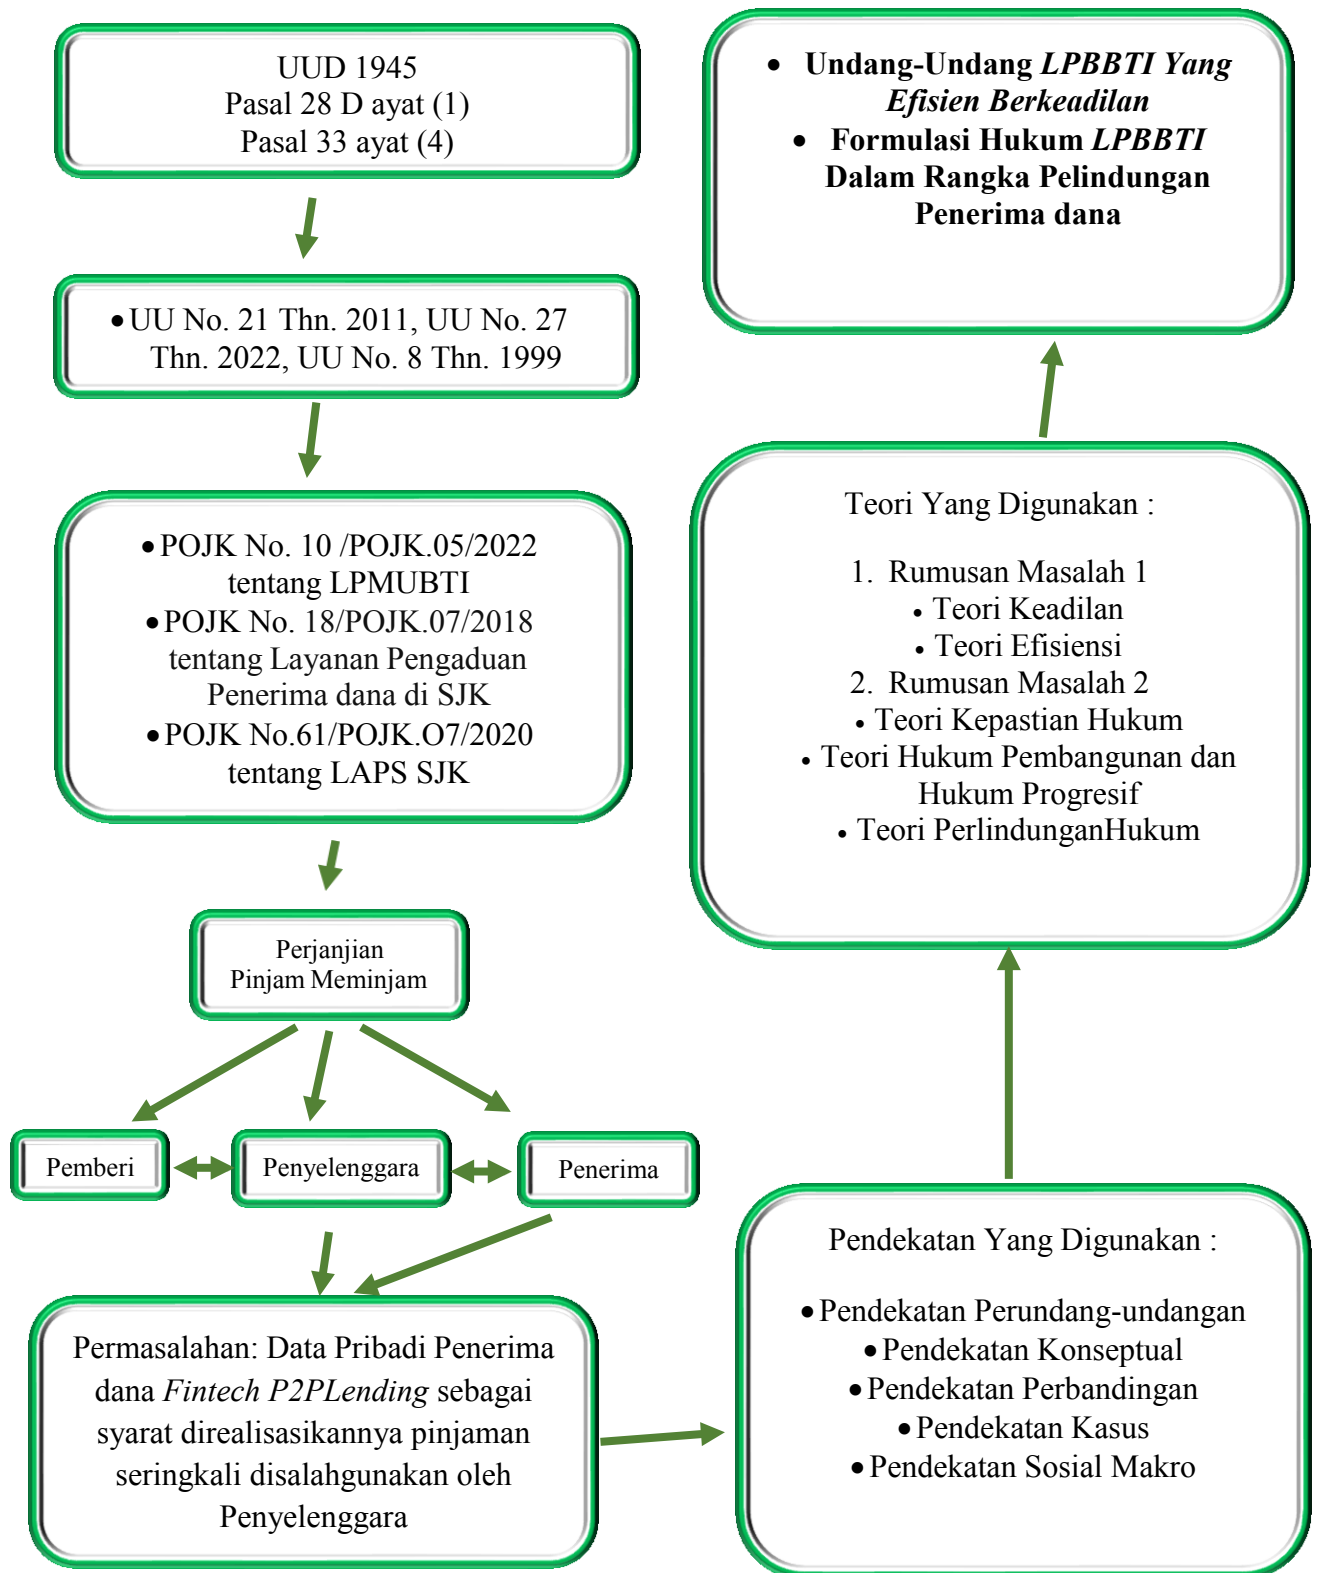 UUD 1945
Pasal 28 D ayat (1)
Pasal 33 ayat (4)
• UU No. 21 Thn. 2011, UU No. 27
Thn. 2022, UU No. 8 Thn. 1999
• POJK No. 10 /POJK.05/2022
tentang LPMUBTI
• POJK No. 18/POJK.07/2018
tentang Layanan Pengaduan
Penerima dana di SJK
• POJK No.61/POJK.O7/2020
tentang LAPS SJK
Perjanjian
Pinjam Meminjam
Pemberi
Penyelenggara
Penerima
Permasalahan: Data Pribadi Penerima
dana Fintech P2PLending sebagai
syarat direalisasikannya pinjaman
seringkali disalahgunakan oleh
Penyelenggara
Pendekatan Yang Digunakan :
• Pendekatan Perundang-undangan
• Pendekatan Konseptual
• Pendekatan Perbandingan
• Pendekatan Kasus
• Pendekatan Sosial Makro
Teori Yang Digunakan :
1. Rumusan Masalah 1
• Teori Keadilan
• Teori Efisiensi
2. Rumusan Masalah 2
• Teori Kepastian Hukum
• Teori Hukum Pembangunan dan
Hukum Progresif
• Teori PerlindunganHukum
• Undang-Undang LPBBTI Yang
Efisien Berkeadilan
• Formulasi Hukum LPBBTI
Dalam Rangka Pelindungan
Penerima dana